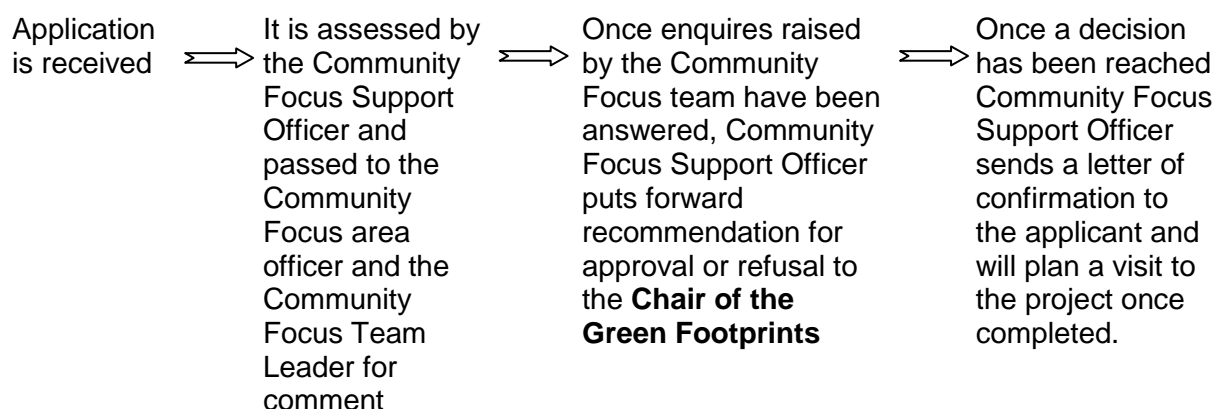 Application
is received
It is assessed by
the Community
Focus Support
Officer and
passed to the
Community
Focus area
officer and the
Community
Focus Team
Leader for
comment
Once enquires raised
by the Community
Focus team have been
answered, Community
Focus Support Officer
puts forward
recommendation for
approval or refusal to
the Chair of the
Green Footprints
Once a decision
has been reached
Community Focus
Support Officer
sends a letter of
confirmation to
the applicant and
will plan a visit to
the project once
completed.